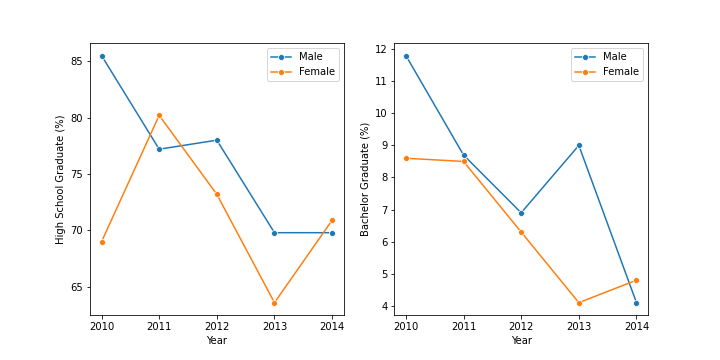 Male
Female
High School Graduate (%)
85
80
75
70
65
2010 2011 2012 2013 2014
Year
Male
Female
Bachelor Graduate (%)
12
11
10
9
8
7
6
5
4
2010 2011 2012 2013 2014
Year